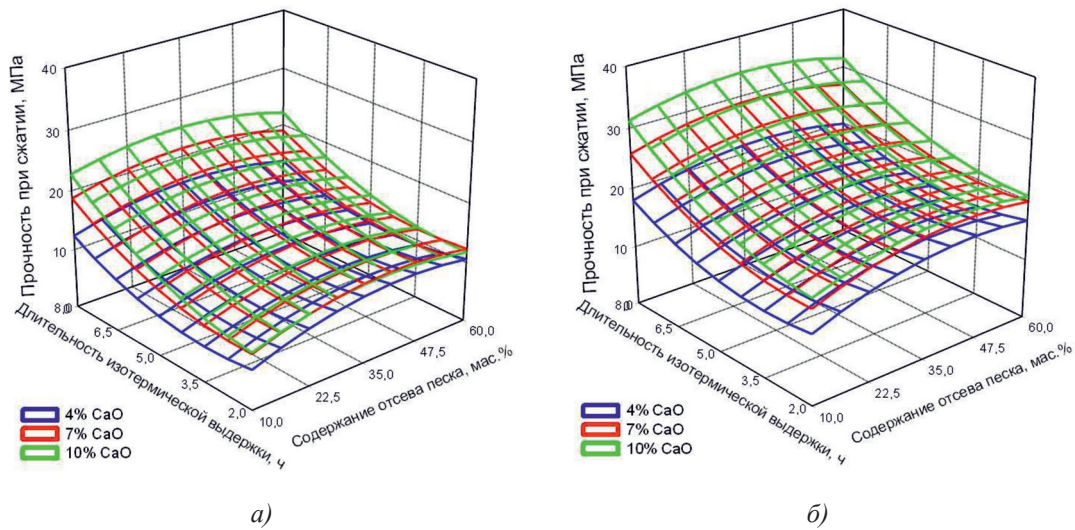 Прочность при сжатии, МПа
40
30
20
10
8,0
6,5
5,0
3,5
2,0
Длительность изотермической выдержки, ч
10,0
22,5
35,0
47,5
60,0
Содержание отсева песка, мас.%
4% CaO
7% CaO
10% CaO
а)
Прочность при сжатии, МПа
40
30
20
10
8,0
6,5
5,0
3,5
2,0
Длительность изотермической выдержки, ч
10,0
22,5
35,0
47,5
60,0
Содержание отсева песка, мас.%
4% CaO
7% CaO
10% CaO
б)